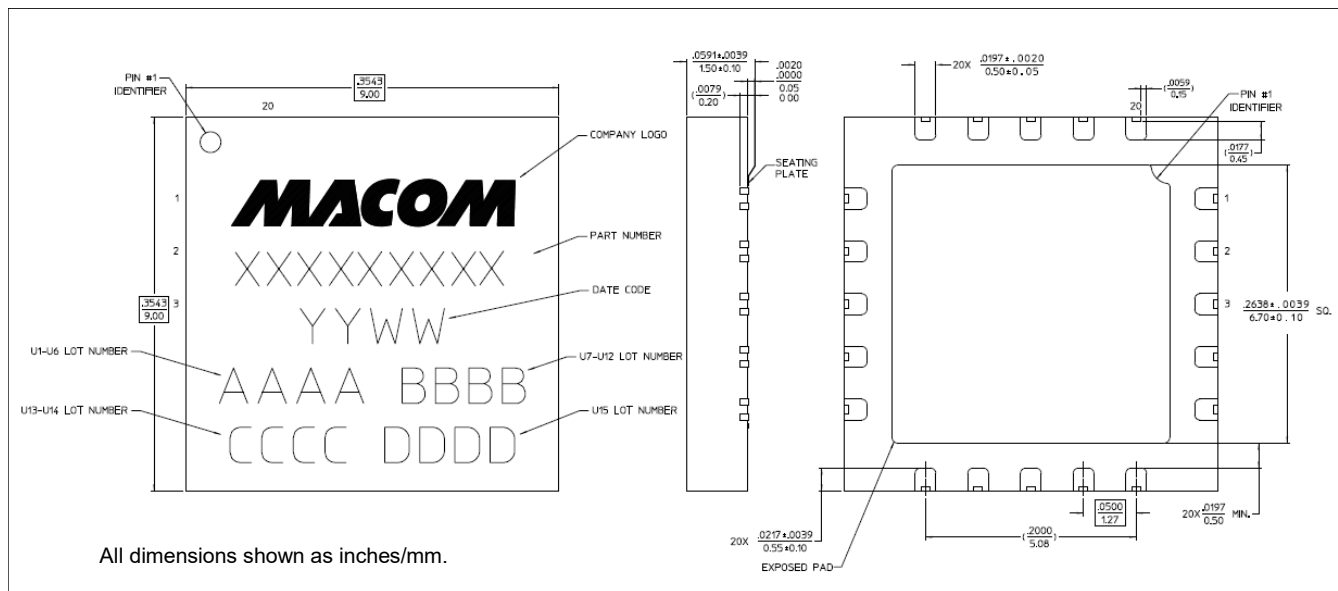 PIN #1
IDENTIFIER
.3543
9.00
20
COMPANY LOGO
MACOM
1
PART NUMBER
2
XXXXXXXXX
DATE CODE
.3543
9.00
3
YYWW
U1-U6 LOT NUMBER
U7-U12 LOT NUMBER
AAAA BBBB
U13-U14 LOT NUMBER
U15 LOT NUMBER
CCCC DDDD
All dimensions shown as inches/mm.
.0591±.0039
1.50±0.10
.0020
.0000
0.05
0.00
(.0079
0.20)
SEATING
PLATE
20X .0197±.0020
0.50±0.05
(.0059
0.15)
20
PIN #1
IDENTIFIER
(.0177
0.45)
1
2
3
.2638±.0039
6.70±0.10 SQ.
20X .0217±.0039
0.55±0.10
EXPOSED PAD
.0500
1.27
(.2000
5.08)
20X .0197
0.50 MIN.